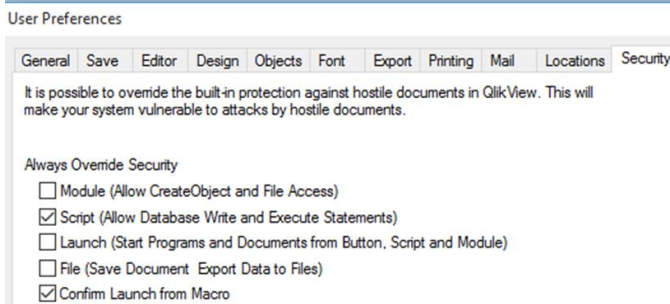 User Preferences
General Save Editor Design Objects Font Export Printing Mail Locations Security
It is possible to override the built-in protection against hostile documents in QlikView. This will
make your system vulnerable to attacks by hostile documents.
Always Override Security
Module (Allow CreateObject and File Access)
Script (Allow Database Write and Execute Statements)
Launch (Start Programs and Documents from Button, Script and Module)
File (Save Document  Export Data to Files)
Confirm Launch from Macro